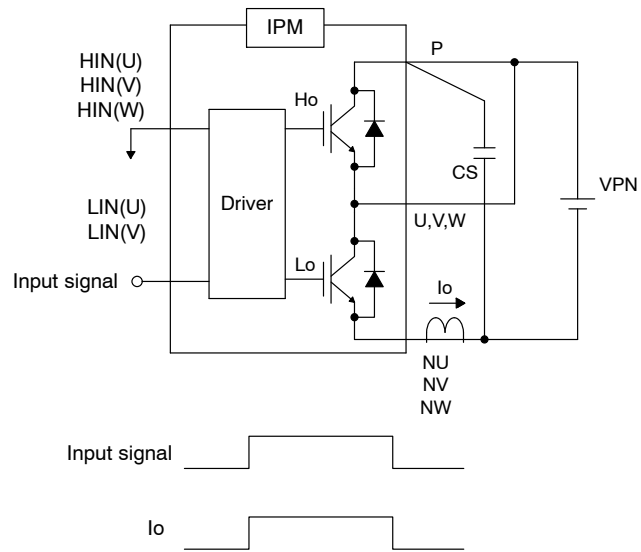 IPM
HIN(U)
HIN(V)
HIN(W)
P
Ho
CS
VPN
Driver
LIN(U)
LIN(V)
U,V,W
Lo
Input signal
Io
NU
NV
NW
Input signal
Io